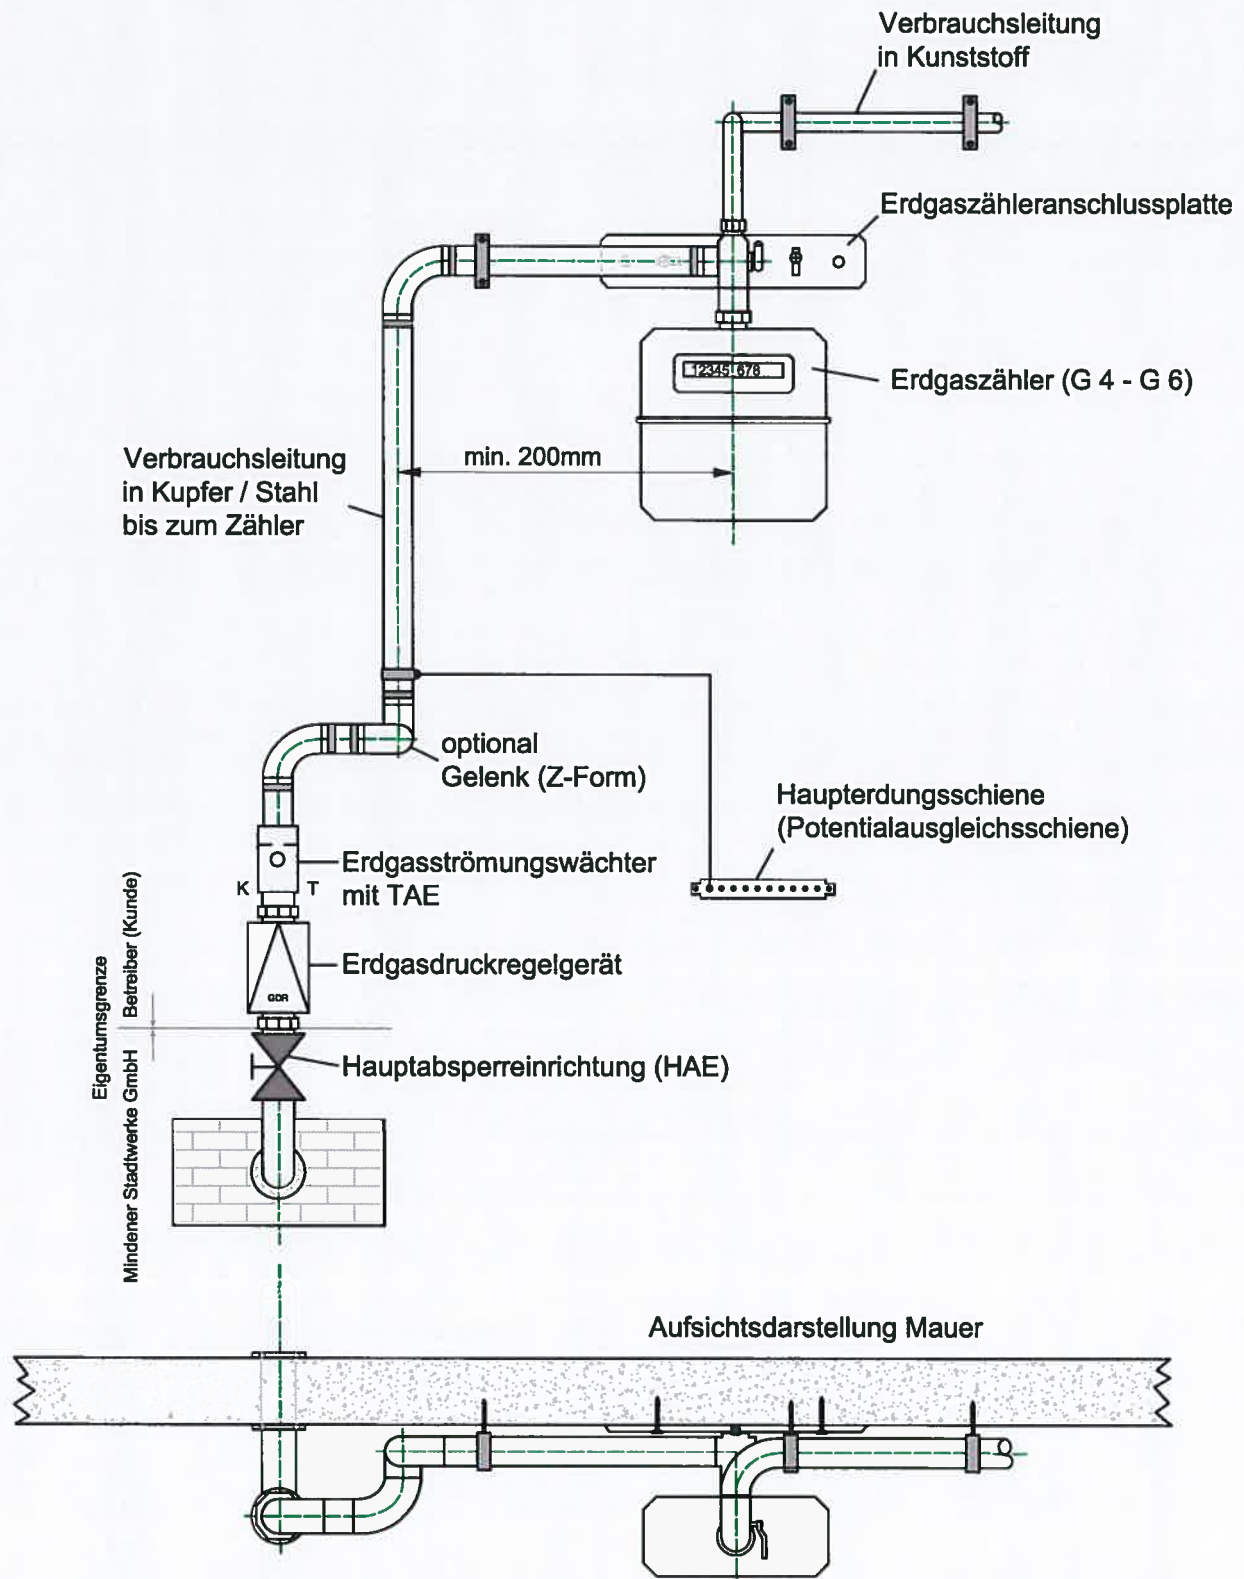 Verbrauchsleitung
in Kunststoff
Erdgaszähleranschlussplatte
12345 678
Erdgaszähler (G 4 - G 6)
min. 200mm
Verbrauchsleitung
in Kupfer / Stahl
bis zum Zähler
optional
Gelenk (Z-Form)
Haupterdungsschiene
(Potentialausgleichsschiene)
Erdgasströmungswächter
mit TAE
K
T
Erdgasdruckregelgerät
GDR
Eigentumsgrenze
Betreiber (Kunde)
Mindener Stadtwerke GmbH
Hauptabsperreinrichtung (HAE)
Aufsichtsdarstellung Mauer